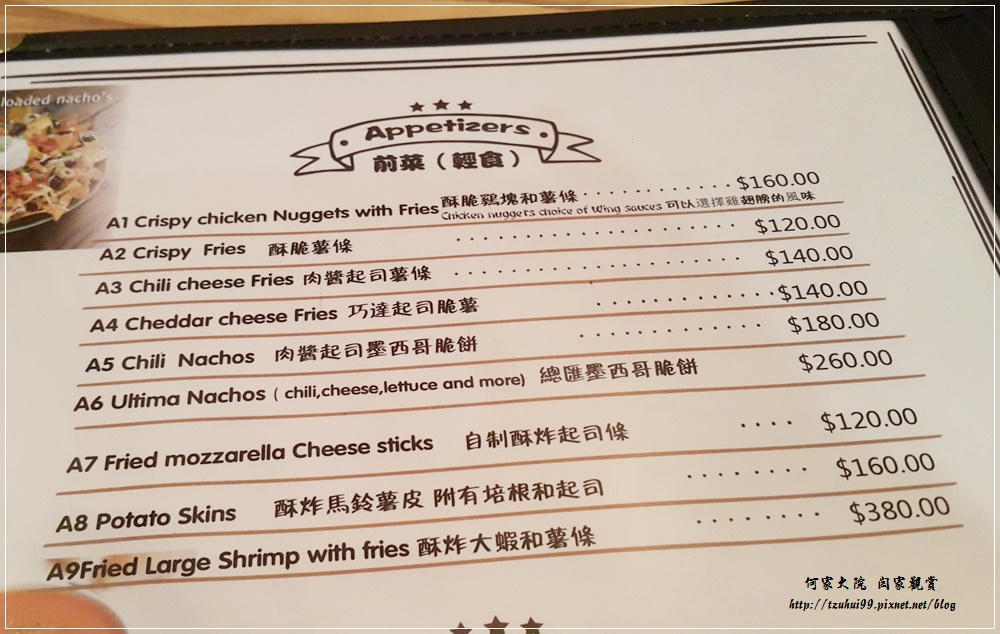 loaded nacho's
Appetizers
前菜（輕食）
A1 Crispy chicken Nuggets with Fries 酥脆鷄塊和薯條 ............ $160.00
Chicken nuggets choice of Wing sauces 可以選擇雞翅膀的風味
A2 Crispy Fries 酥脆薯條 ...................... $120.00
A3 Chili cheese Fries 肉醬起司薯條 ...................... $140.00
A4 Cheddar cheese Fries 巧達起司脆薯 ............. $140.00
A5 Chili Nachos 肉醬起司墨西哥脆餅 ............. $180.00
A6 Ultima Nachos ( chili,cheese,lettuce and more) 總匯墨西哥脆餅 $260.00
A7 Fried mozzarella Cheese sticks 自制酥炸起司條 .... $120.00
A8 Potato Skins 酥炸馬鈴薯皮 附有培根和起司 ........ $160.00
A9Fried Large Shrimp with fries 酥炸大蝦和薯條 ........ $380.00
何家大院 闫家觀賞
http://tzuhui99.pixnet.net/blog